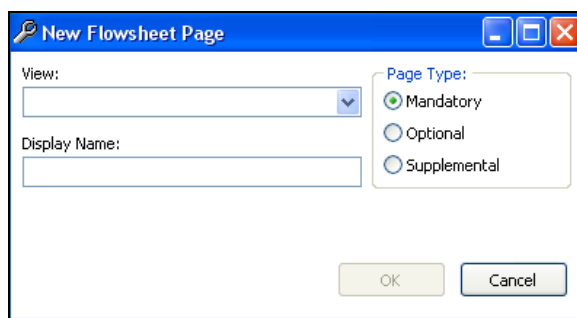 New Flowsheet Page
View:
Display Name:
Page Type:
Mandatory
Optional
Supplemental
OK
Cancel